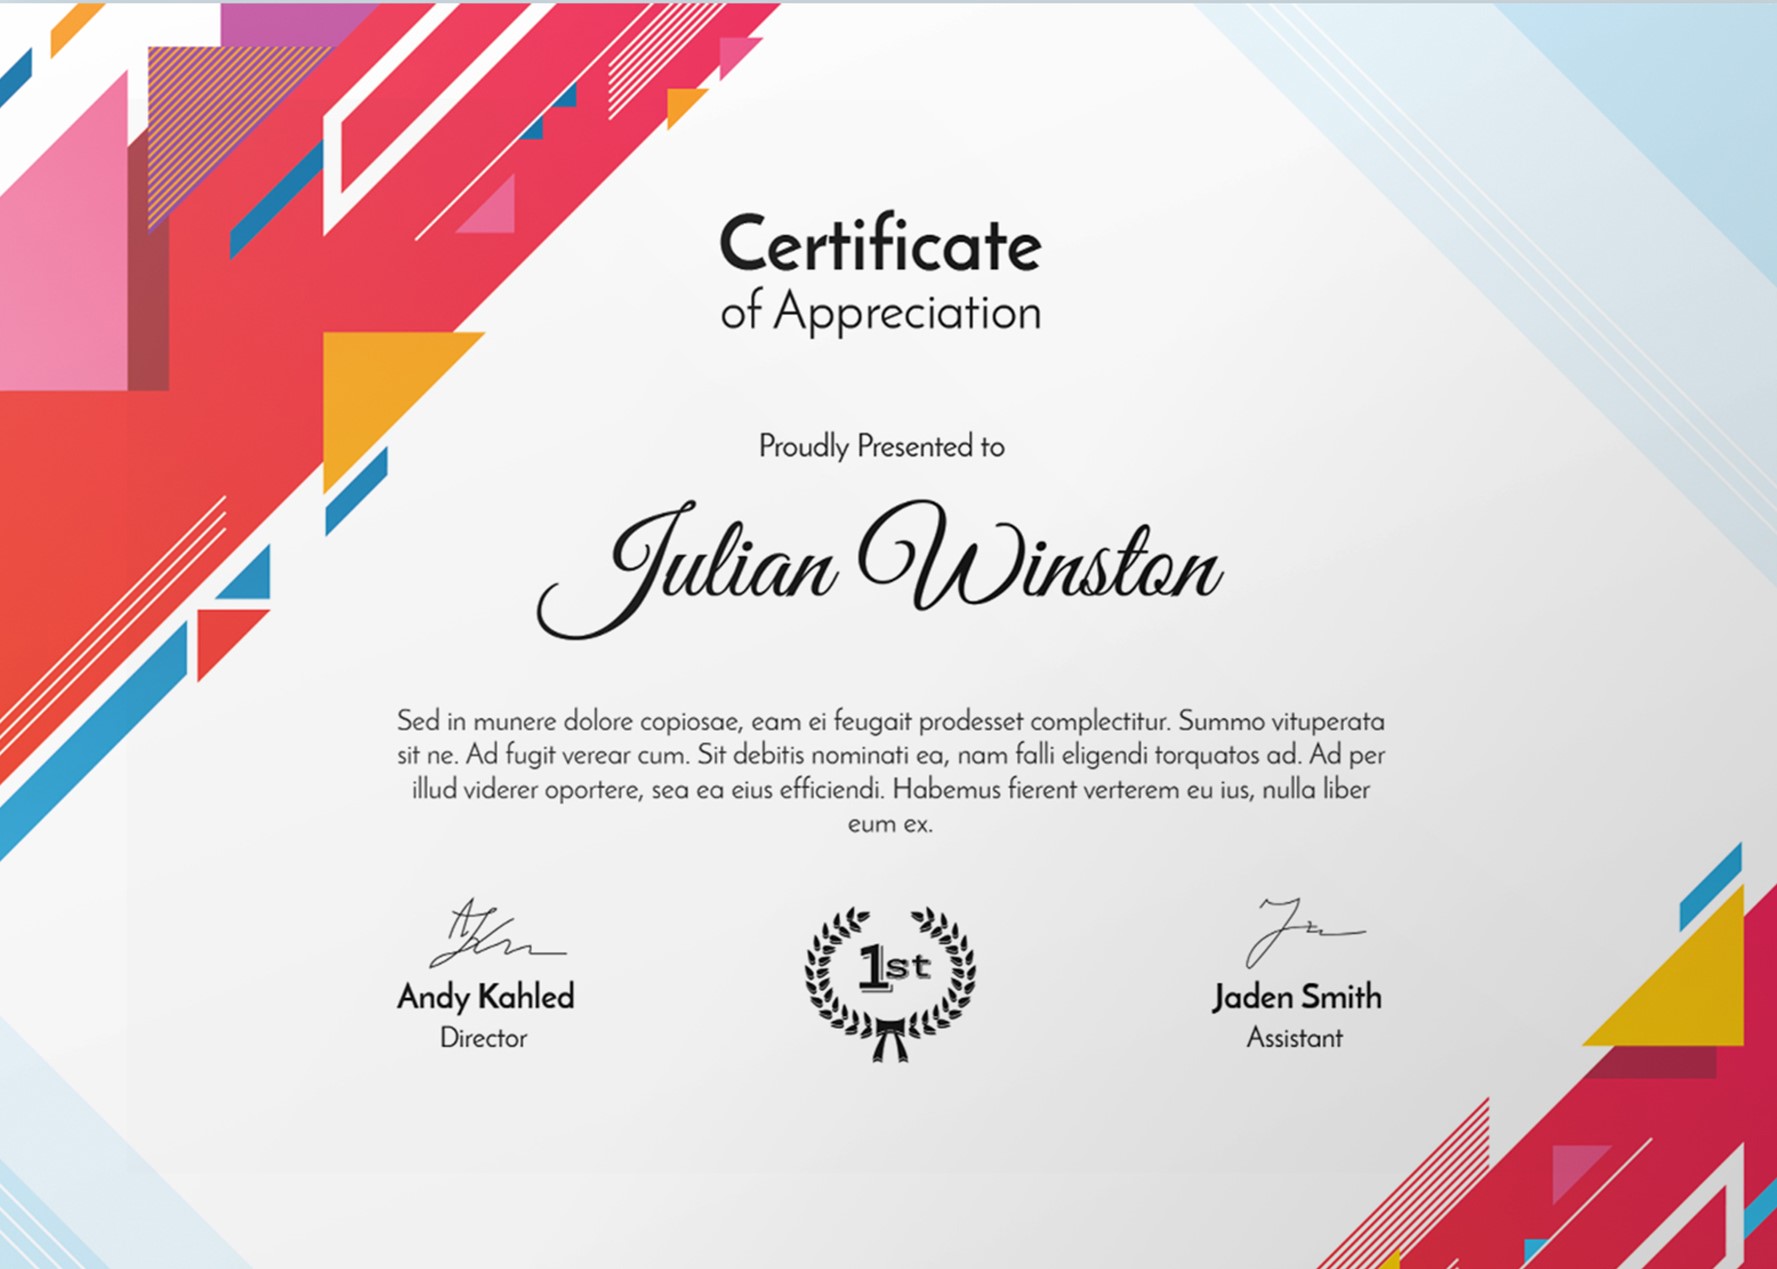 Certificate
of Appreciation
Proudly Presented to
Julian Winston
Sed in munere dolore copiosae, eam ei feugait prodesset complectitur. Summo vituperata
sit ne. Ad fugit verear cum. Sit debitis nominati ea, nam falli eligendi torquatos ad. Ad per
illud viderer oportere, sea ea eius efficiendi. Habemus fierent verterem eu ius, nulla liber
eum ex.
1st
Andy Kahled
Director
Jaden Smith
Assistant